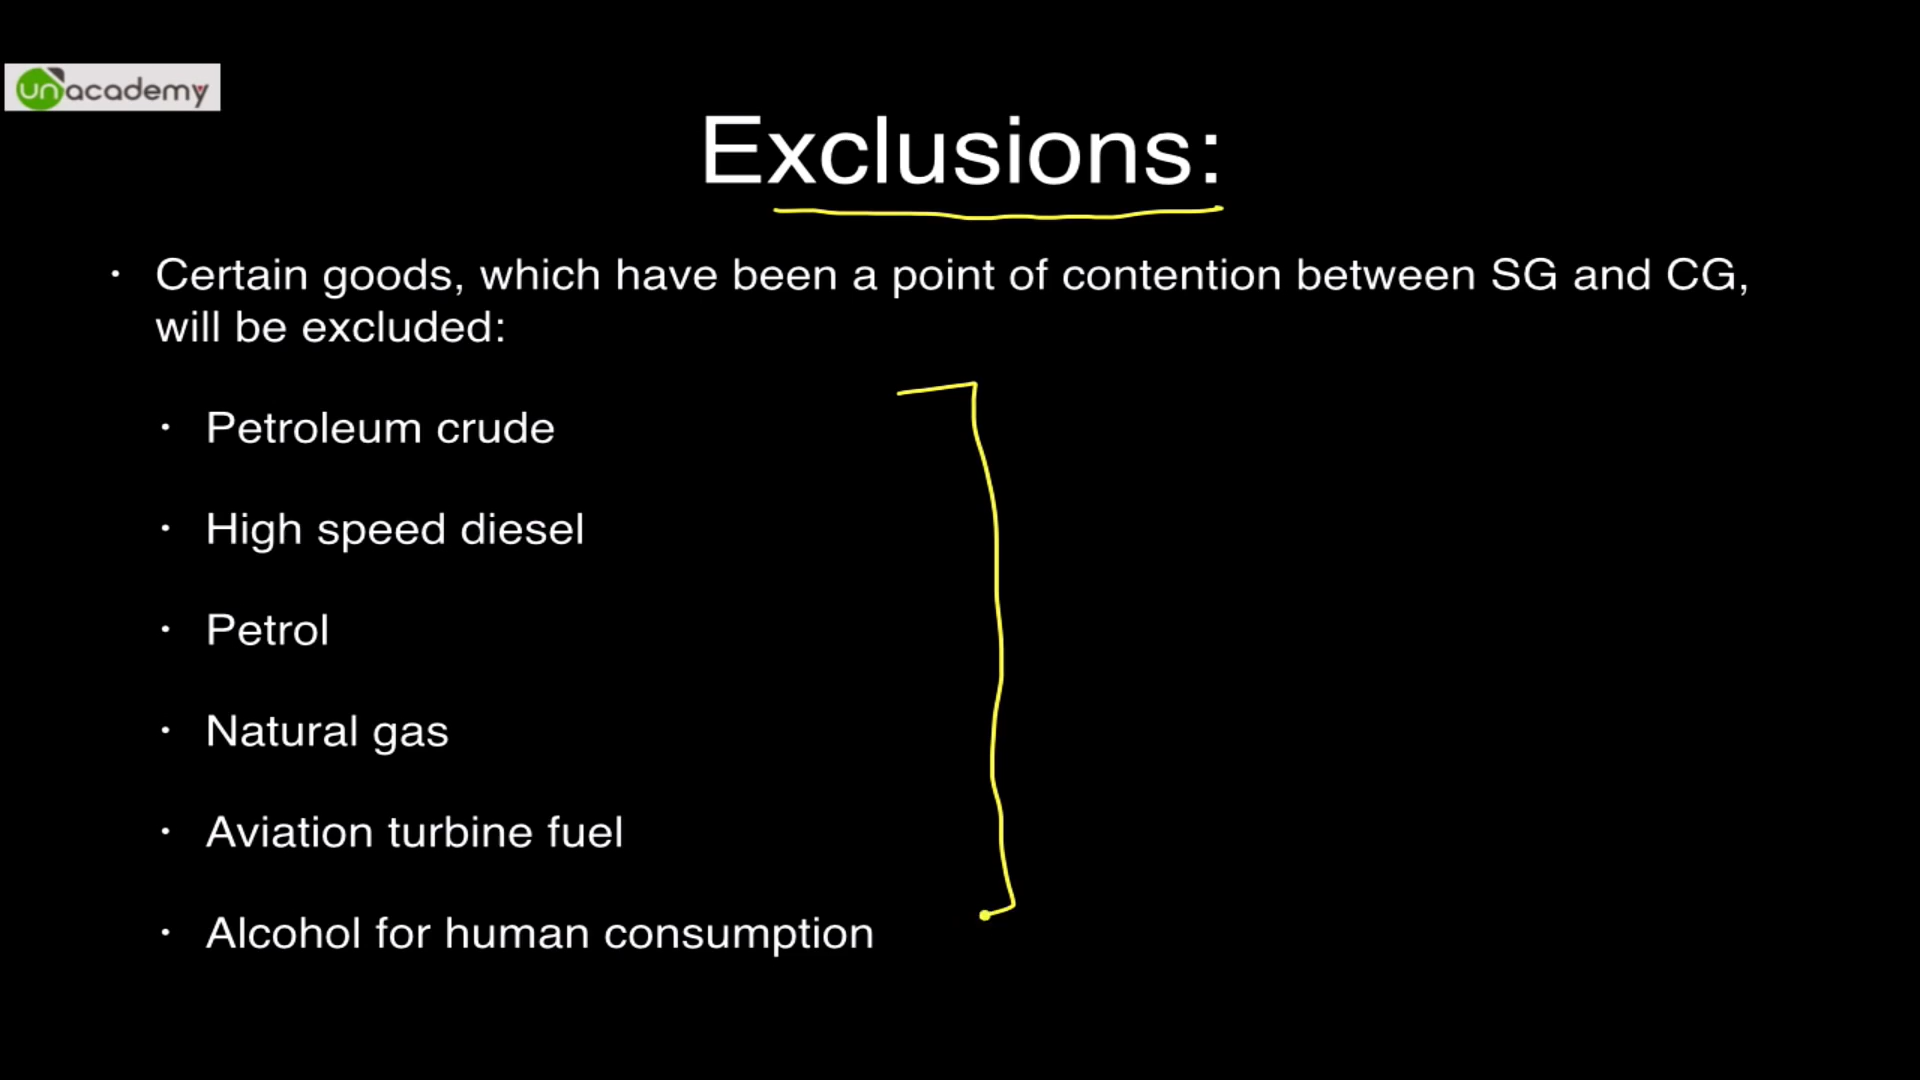 unacademy
Exclusions:
• Certain goods, which have been a point of contention between SG and CG,
will be excluded:
• Petroleum crude
• High speed diesel
• Petrol
• Natural gas
• Aviation turbine fuel
• Alcohol for human consumption